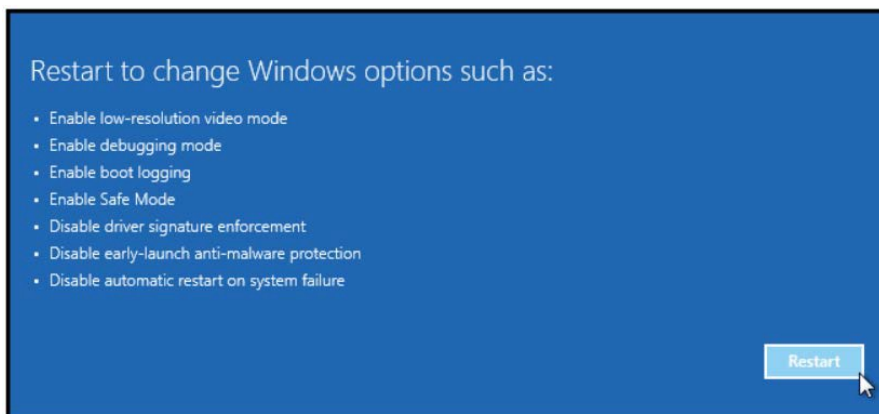 Restart to change Windows options such as:
• Enable low-resolution video mode
• Enable debugging mode
• Enable boot logging
• Enable Safe Mode
• Disable driver signature enforcement
• Disable early-launch anti-malware protection
• Disable automatic restart on system failure
Restart